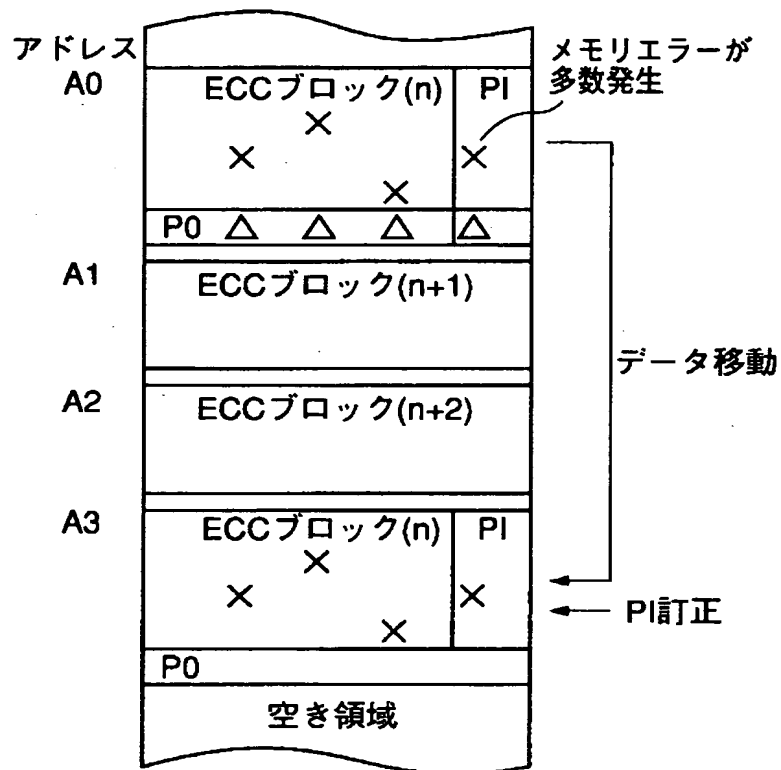 アドレス
メモリエラーが
多数発生
A0
ECCブロック(n)
PI
×
×
×
×
P0 △ △ △ △
A1
ECCブロック(n+1)
データ移動
A2
ECCブロック(n+2)
A3
ECCブロック(n)
PI
×
×
×
×
PI訂正
P0
空き領域